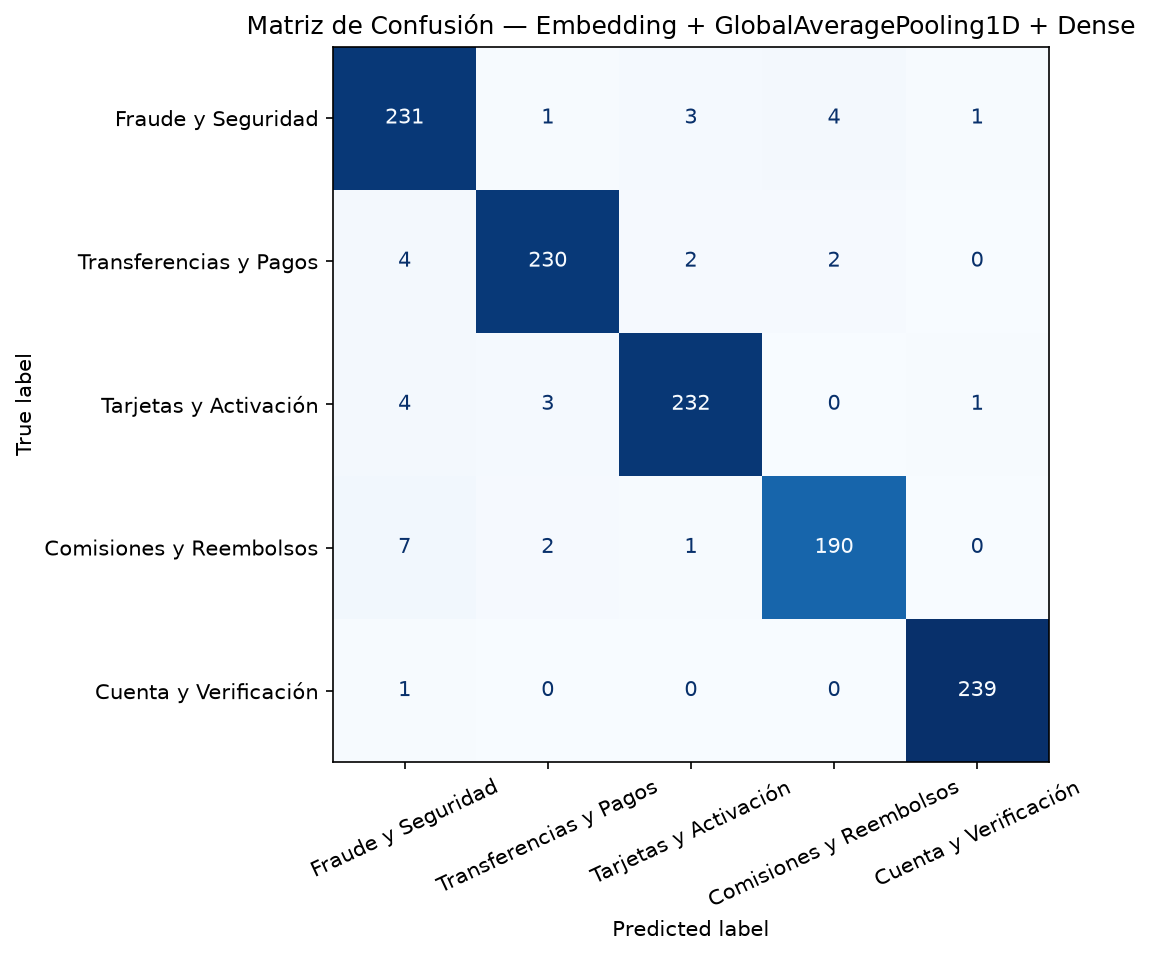 Matriz de Confusión — Embedding + GlobalAveragePooling1D + Dense
True label
Fraude y Seguridad 231 1 3 4 1
Transferencias y Pagos 4 230 2 2 0
Tarjetas y Activación 4 3 232 0 1
Comisiones y Reembolsos 7 2 1 190 0
Cuenta y Verificación 1 0 0 0 239
Fraude y Seguridad
Transferencias y Pagos
Tarjetas y Activación
Comisiones y Reembolsos
Cuenta y Verificación
Predicted label